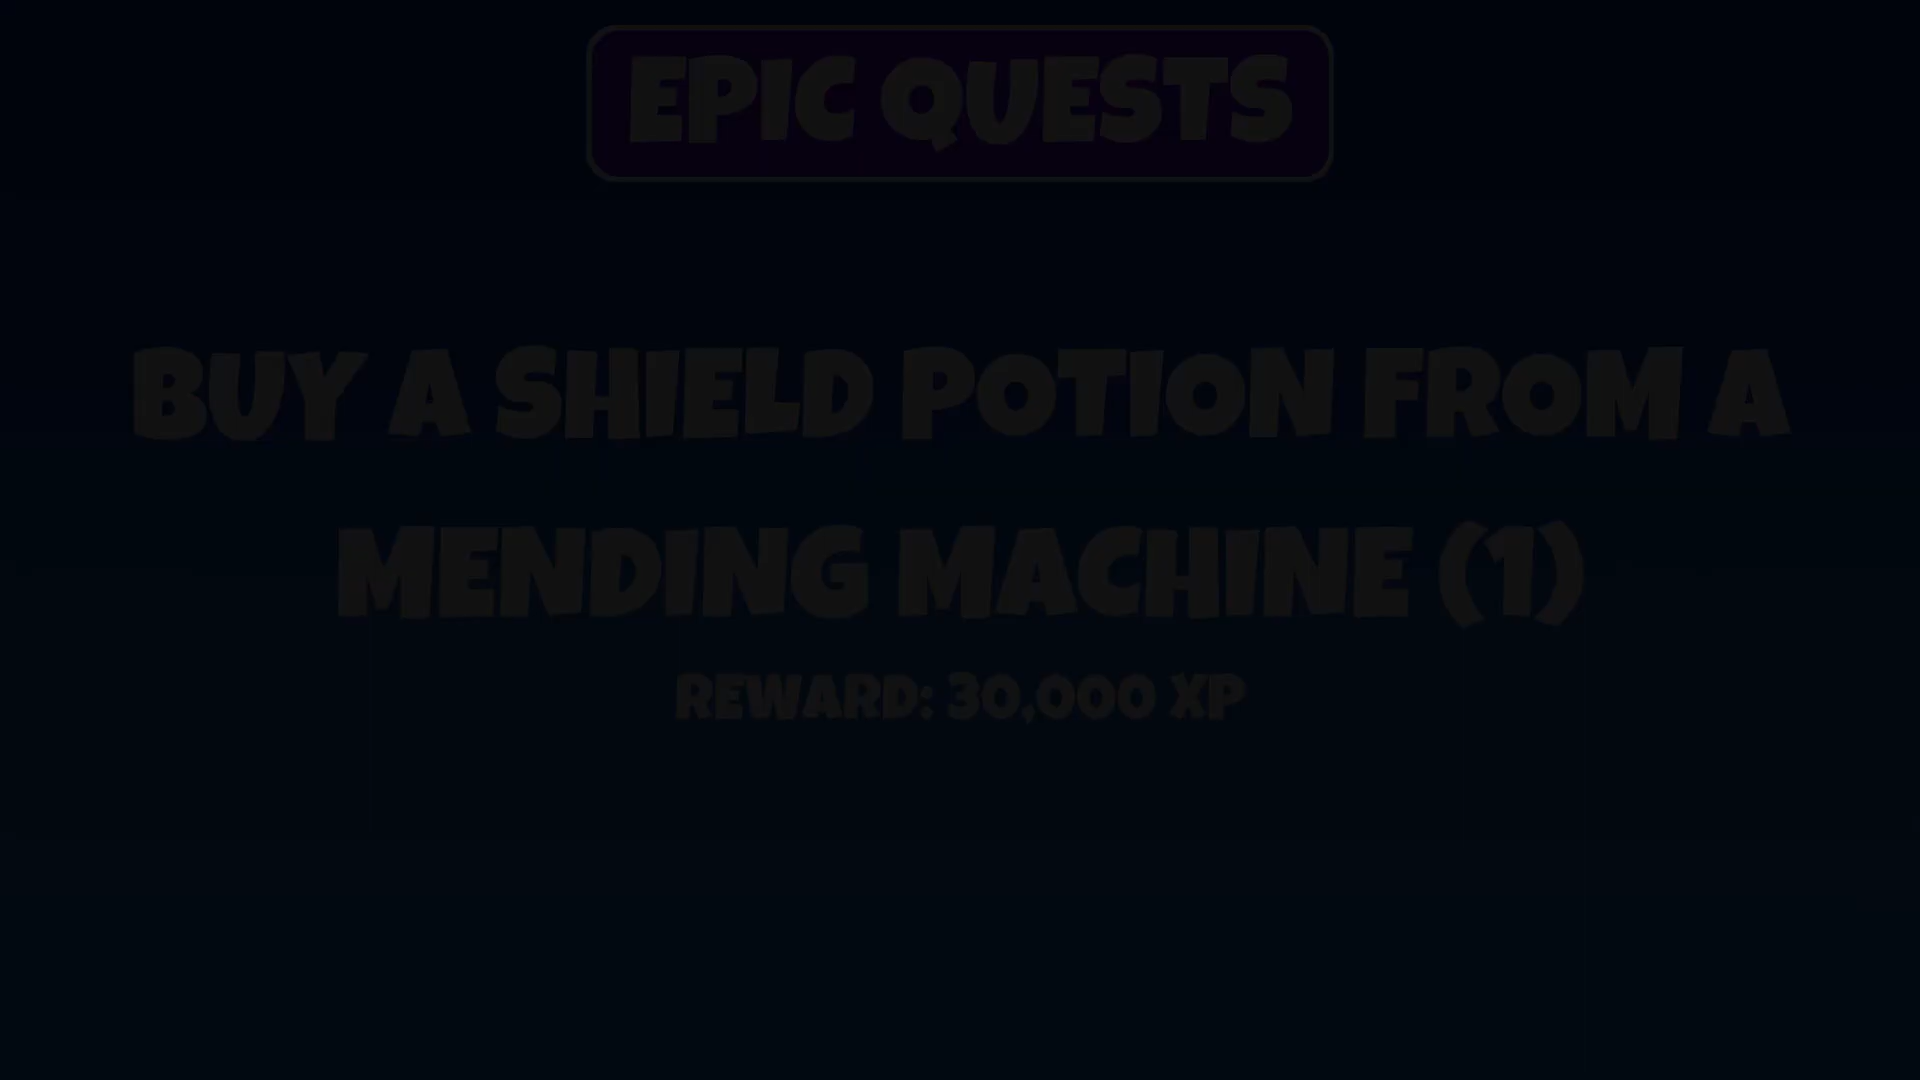 EPIC QUESTS
BUY A SHIELD POTION FROM A
MENDING MACHINE (1)
REWARD: 30,000 XP